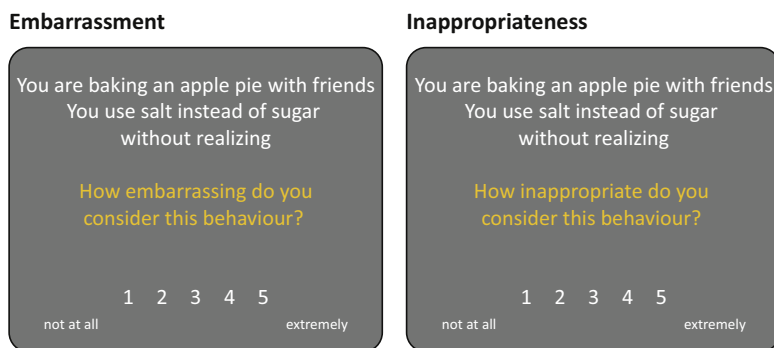 Embarrassment
You are baking an apple pie with friends
You use salt instead of sugar
without realizing
How embarrassing do you
consider this behaviour?
1 2 3 4 5
not at all extremely
Inappropriateness
You are baking an apple pie with friends
You use salt instead of sugar
without realizing
How inappropriate do you
consider this behaviour?
1 2 3 4 5
not at all extremely